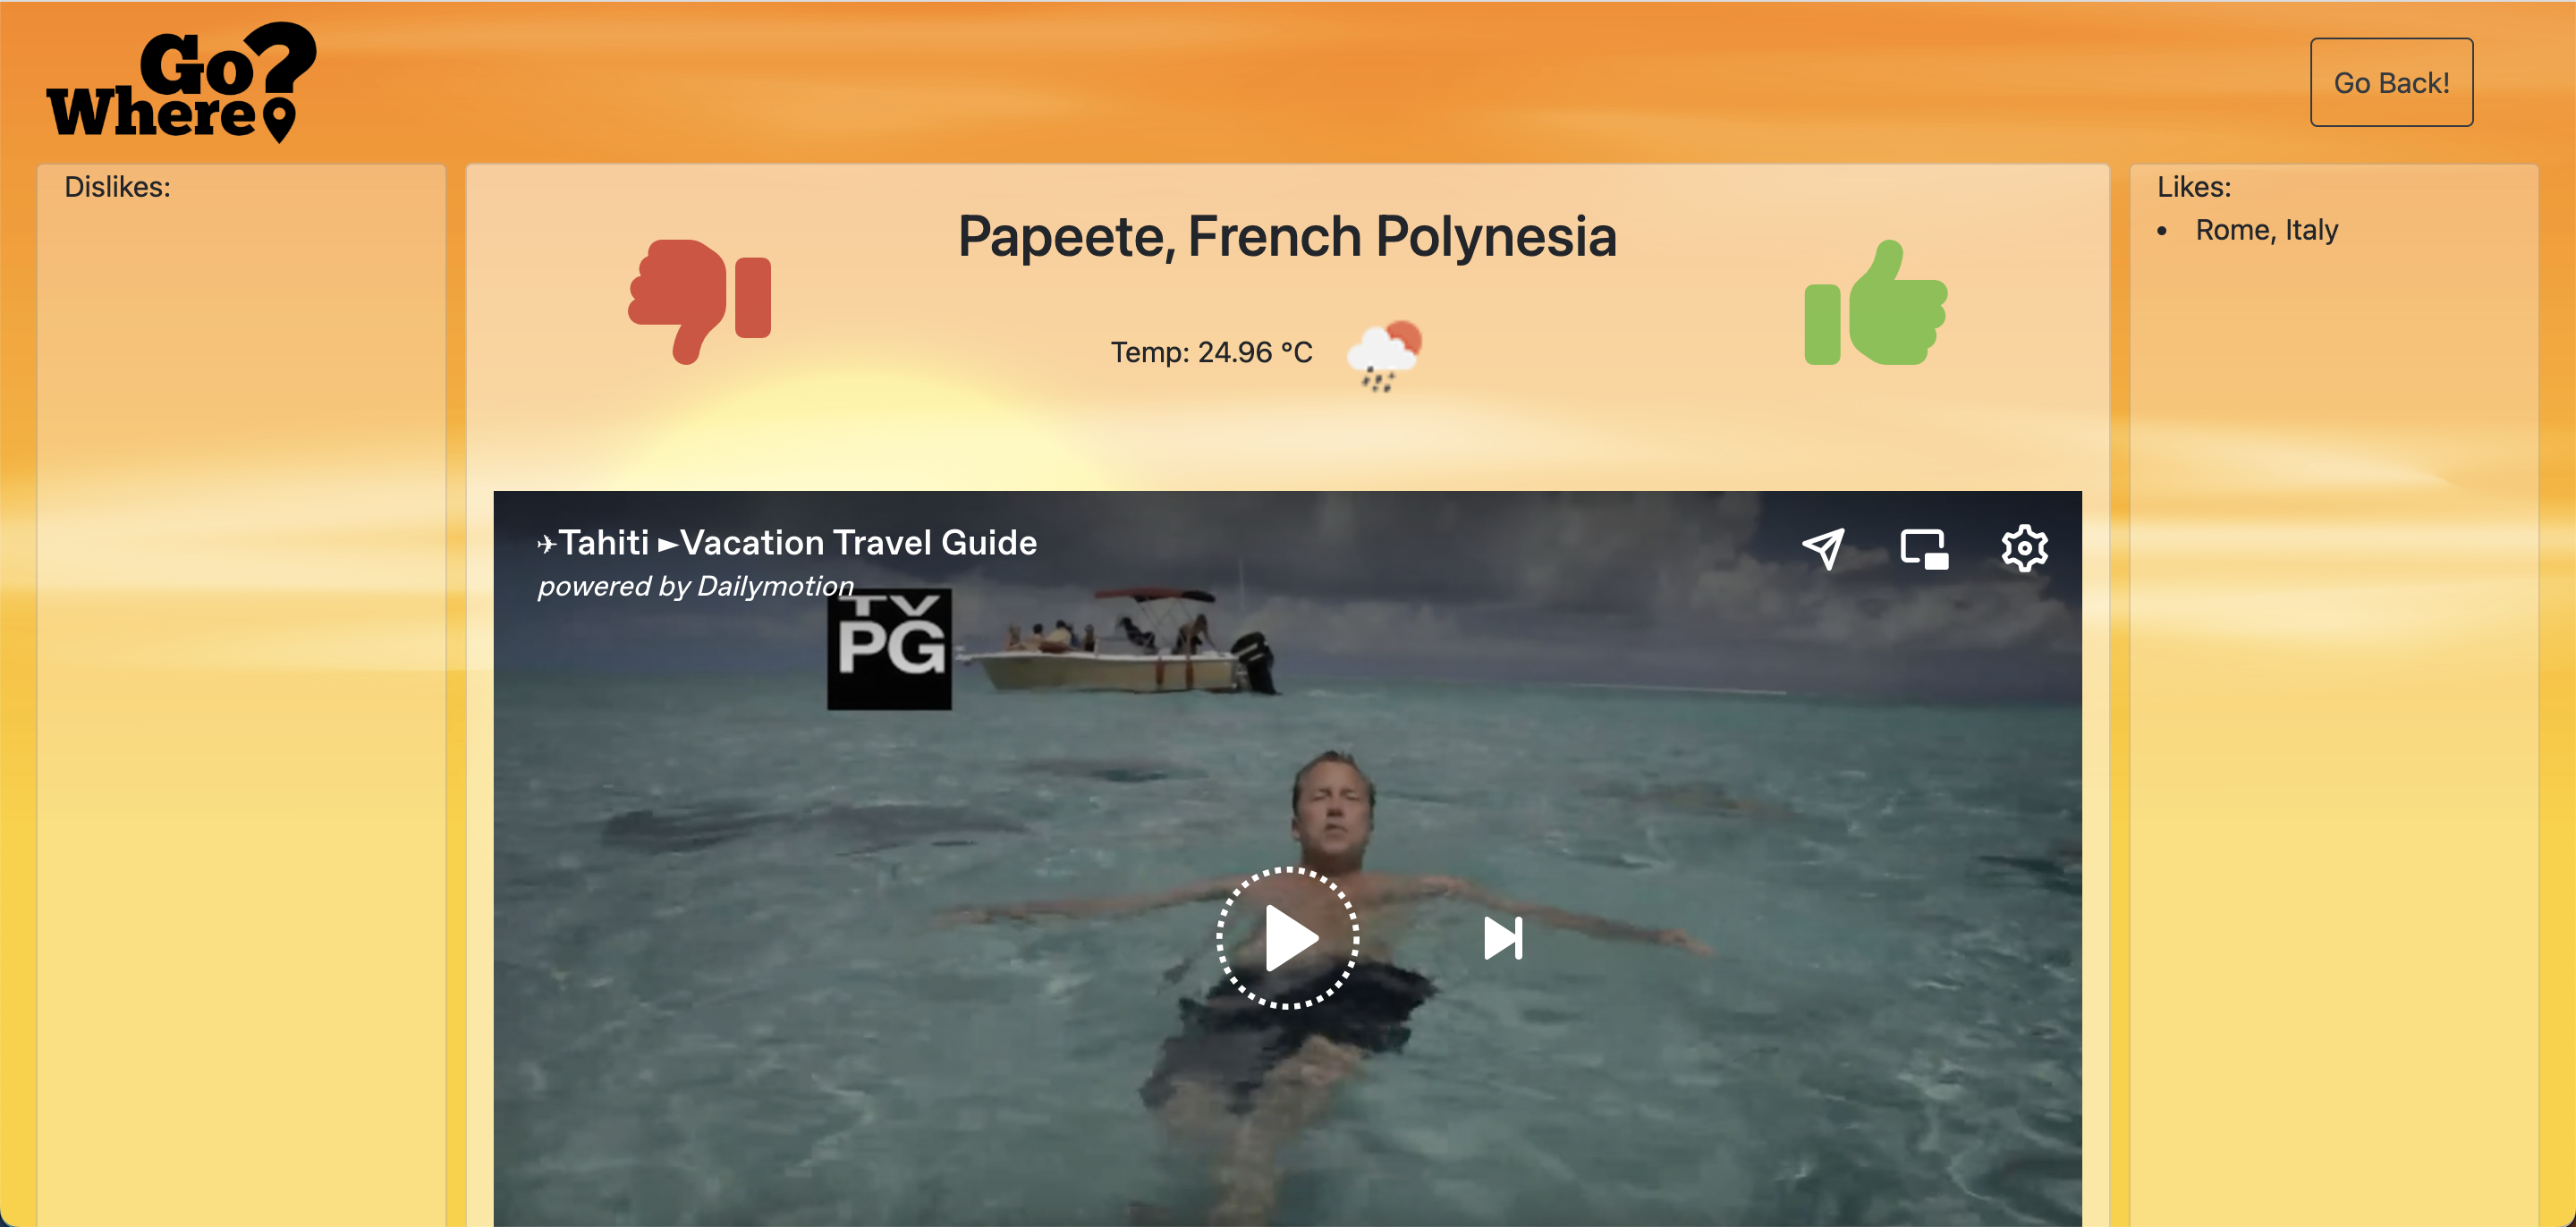 Go?
Where
Go Back!
Dislikes:
Papeete, French Polynesia
Temp: 24.96 °C
Likes:
• Rome, Italy
✈Tahiti ►Vacation Travel Guide
powered by Dailymotion
TV
PG